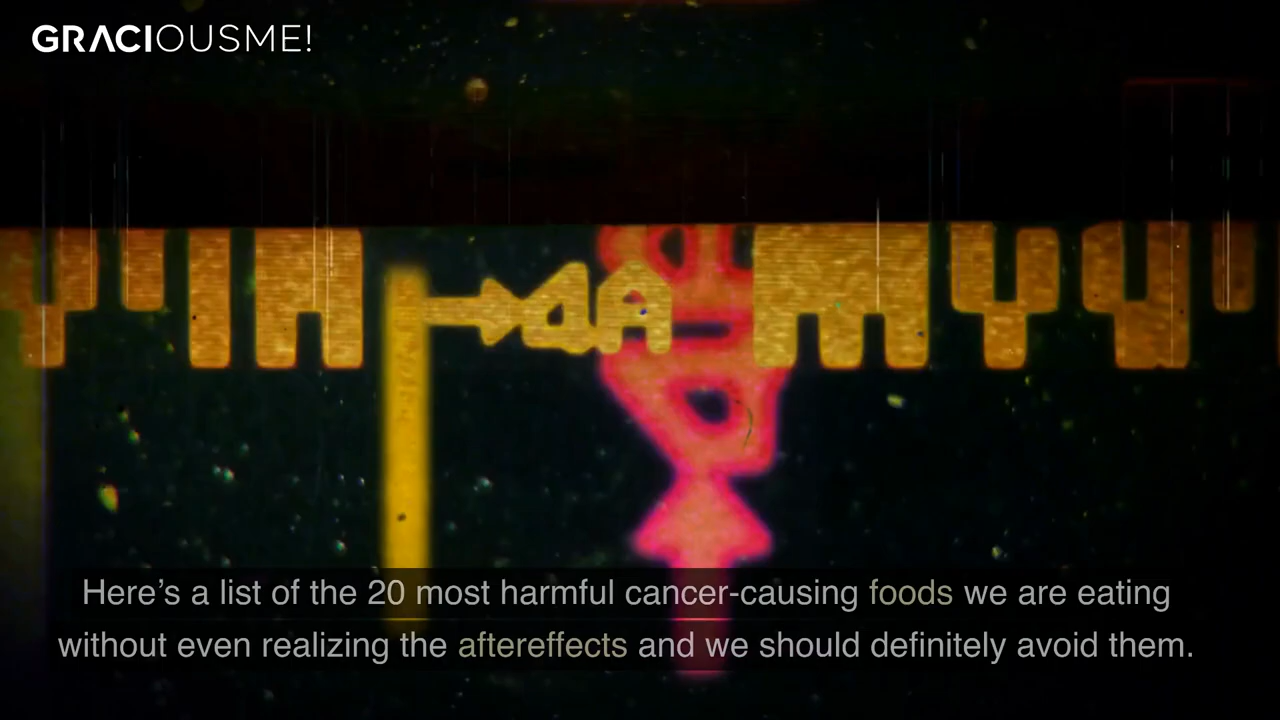 GRACIOUSME!
Here’s a list of the 20 most harmful cancer-causing foods we are eating
without even realizing the aftereffects and we should definitely avoid them.